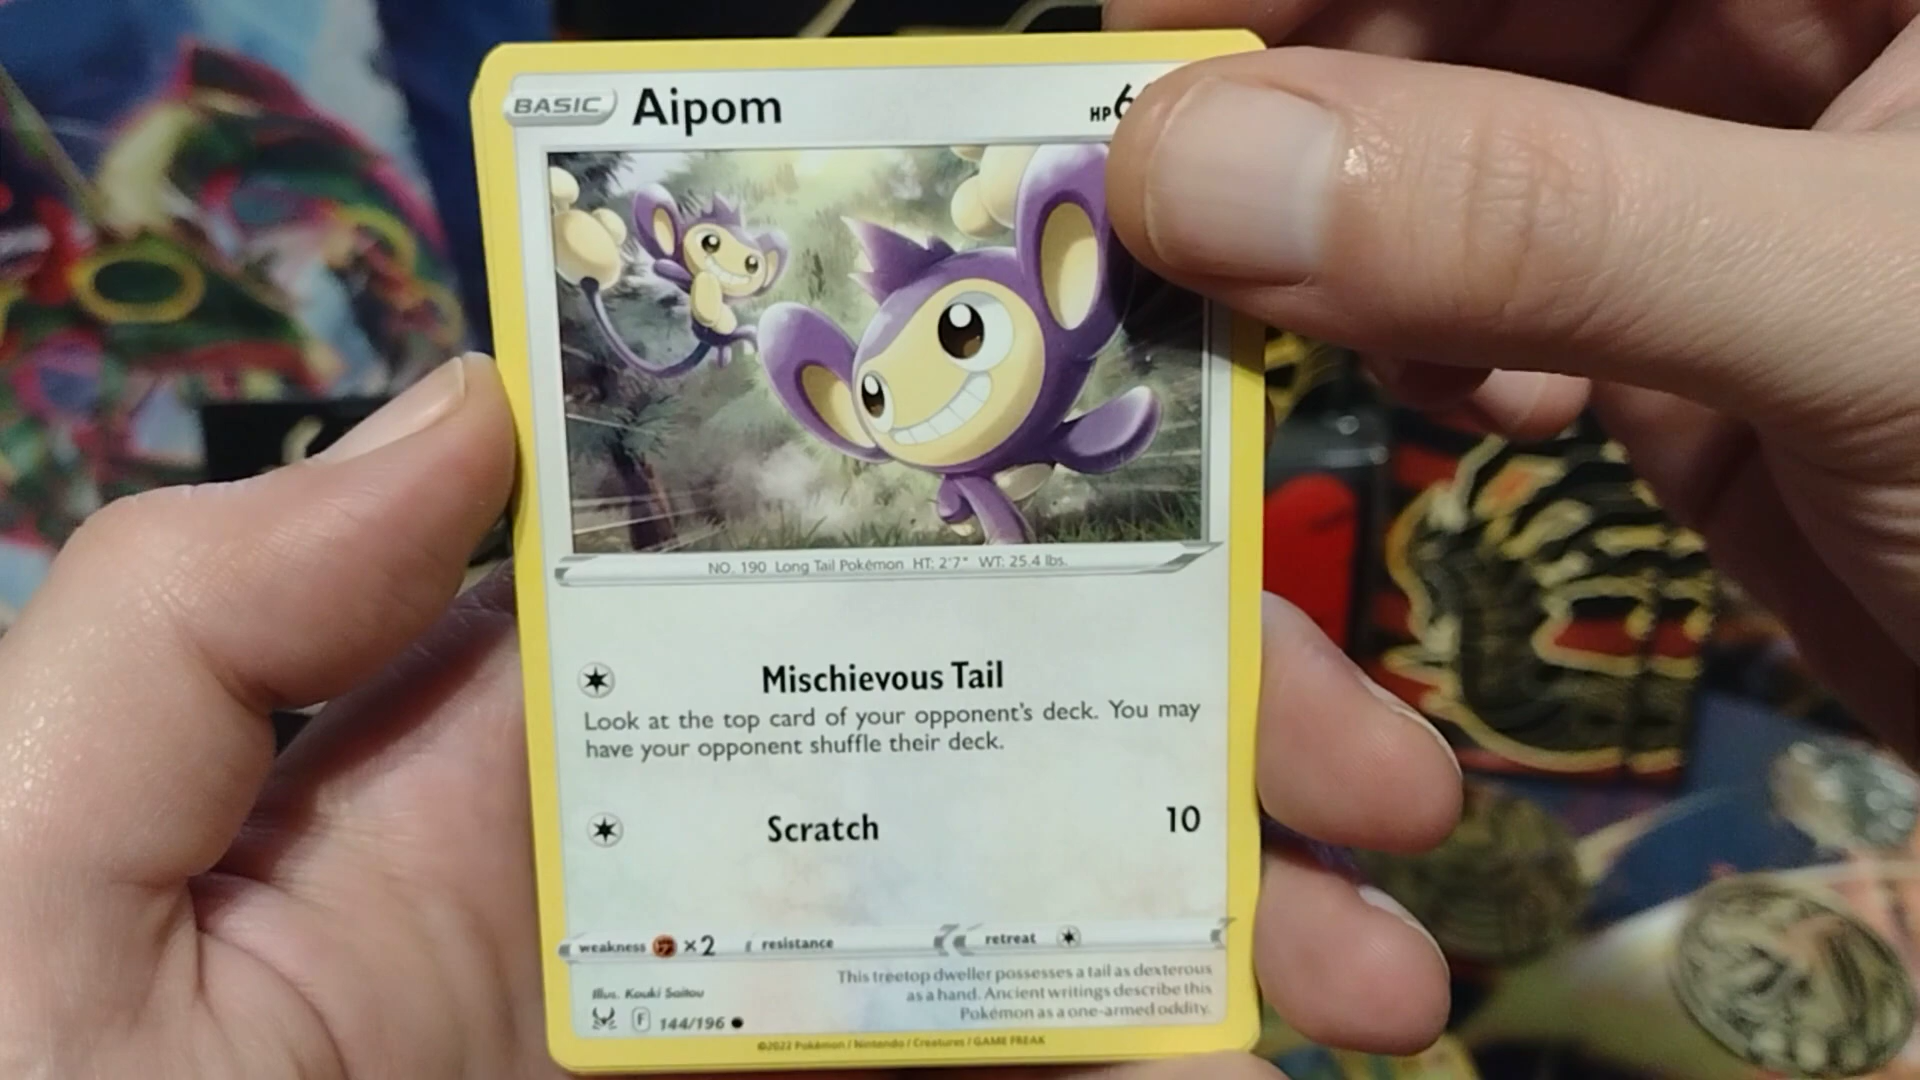 BASIC Aipom HP6
NO. 190 Long Tail Pokémon HT: 2'7" WT: 25.4 lbs.
Mischievous Tail
Look at the top card of your opponent's deck. You may
have your opponent shuffle their deck.
Scratch 10
weakness ×2 resistance retreat
This treetop dweller possesses a tail as dexterous
as a hand. Ancient writings describe this
Pokémon as a one-armed oddity.
Illus. Kouki Saitou
F 144/196
©2022 Pokémon / Nintendo / Creatures / GAME FREAK